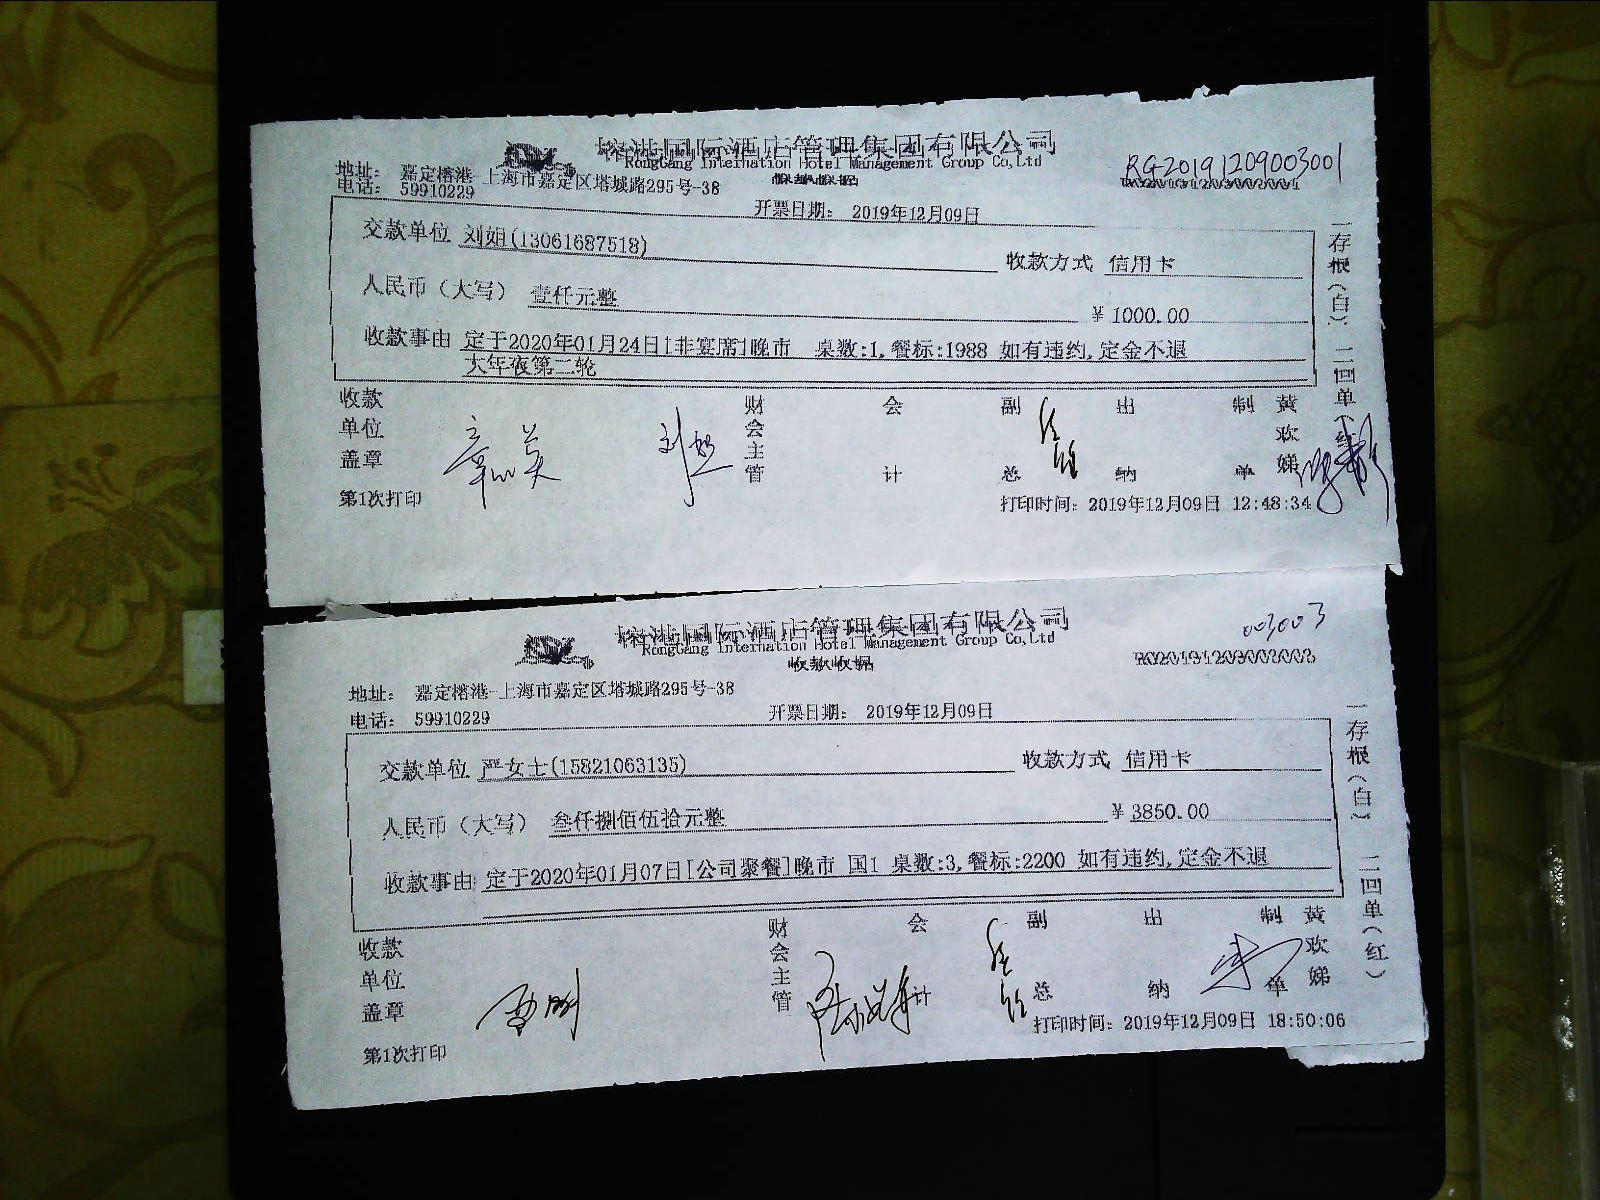 榕港国际酒店管理集团有限公司
RongGang Internation Hotel Management Group Co,Ltd
收款收据
RG20191209003001
地址： 嘉定榕港-上海市嘉定区塔城路295号-38
电话： 59910229
开票日期： 2019年12月09日
交款单位 刘姐(13061687518)
收款方式 信用卡
人民币（大写） 壹仟元整
￥ 1000.00
收款事由 定于2020年01月24日[非宴席]晚市 桌数:1,餐标:1988 如有违约,定金不退
大年夜第二轮
一存根（白） 二回单（红）
收款单位盖章
财会主管
会计
副总
出纳
制单
黄欢娣
第1次打印
打印时间：2019年12月09日 12:48:34
榕港国际酒店管理集团有限公司
RongGang Internation Hotel Management Group Co,Ltd
收款收据
003003
地址： 嘉定榕港-上海市嘉定区塔城路295号-38
电话： 59910229
开票日期： 2019年12月09日
交款单位 严女士(15821063135)
收款方式 信用卡
人民币（大写） 叁仟捌佰伍拾元整
￥ 3850.00
收款事由 定于2020年01月07日[公司聚餐]晚市 国1 桌数:3,餐标:2200 如有违约,定金不退
一存根（白） 二回单（红）
收款单位盖章
财会主管
会计
副总
出纳
制单
黄欢娣
第1次打印
打印时间：2019年12月09日 18:50:06